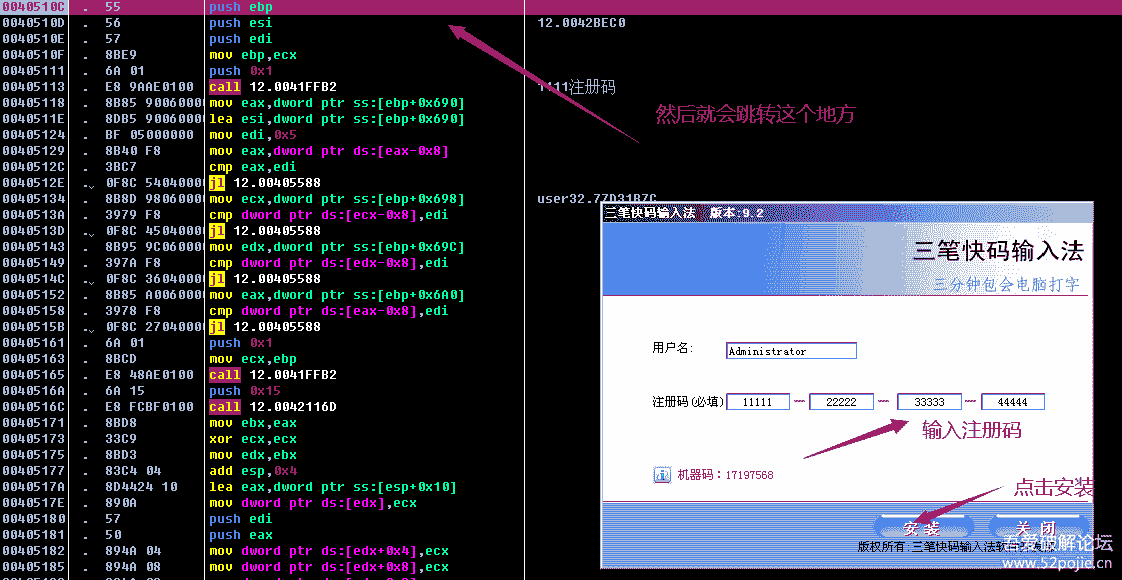 0040510C . 55 push ebp
0040510D . 56 push esi 12.0042BEC0
0040510E . 57 push edi
0040510F . 8BE9 mov ebp,ecx
00405111 . 6A 01 push 0x1
00405113 . E8 9AAE0100 call 12.0041FFB2 1111注册码
00405118 . 8B85 9006000 mov eax,dword ptr ss:[ebp+0x690]
0040511E . 8DB5 9006000 lea esi,dword ptr ss:[ebp+0x690]
00405124 . BF 05000000 mov edi,0x5
00405129 . 8B40 F8 mov eax,dword ptr ds:[eax-0x8]
0040512C . 3BC7 cmp eax,edi
0040512E . 0F8C 5404000 jl 12.00405588
00405134 . 8B8D 9806000 mov ecx,dword ptr ss:[ebp+0x698] user32.77D31B7C
0040513A . 3979 F8 cmp dword ptr ds:[ecx-0x8],edi
0040513D . 0F8C 4504000 jl 12.00405588
00405143 . 8B95 9C06000 mov edx,dword ptr ss:[ebp+0x69C]
00405149 . 397A F8 cmp dword ptr ds:[edx-0x8],edi
0040514C . 0F8C 3604000 jl 12.00405588
00405152 . 8B85 A006000 mov eax,dword ptr ss:[ebp+0x6A0]
00405158 . 3978 F8 cmp dword ptr ds:[eax-0x8],edi
0040515B . 0F8C 2704000 jl 12.00405588
00405161 . 6A 01 push 0x1
00405163 . 8BCD mov ecx,ebp
00405165 . E8 48AE0100 call 12.0041FFB2
0040516A . 6A 15 push 0x15
0040516C . E8 FCBF0100 call 12.0042116D
00405171 . 8BD8 mov ebx,eax
00405173 . 33C9 xor ecx,ecx
00405175 . 8BD3 mov edx,ebx
00405177 . 83C4 04 add esp,0x4
0040517A . 8D4424 10 lea eax,dword ptr ss:[esp+0x10]
0040517E . 890A mov dword ptr ds:[edx],ecx
00405180 . 57 push edi
00405181 . 50 push eax
00405182 . 894A 04 mov dword ptr ds:[edx+0x4],ecx
00405185 . 894A 08 mov dword ptr ds:[edx+0x8],ecx
然后就会跳转这个地方
三笔快码输入法 版本:9.2
三笔快码输入法
三分钟包会电脑打字
用户名: Administrator
注册码(必填) 11111 22222 33333 44444
输入注册码
机器码：17197568
点击安装
安 装 关 闭
版权所有:三笔快码输入法软
吾爱破解论坛
www.52pojie.cn